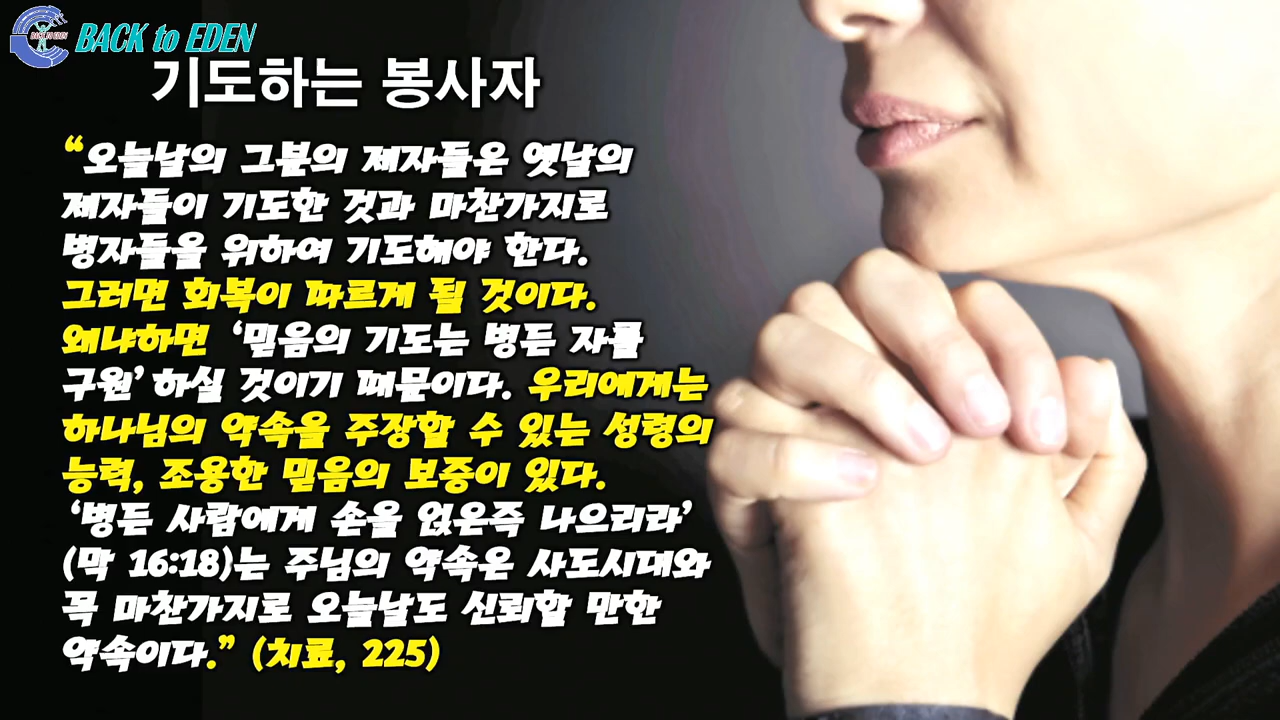 BACK to EDEN
기도하는 봉사자
“오늘날의 그분의 제자들은 옛날의
제자들이 기도한 것과 마찬가지로
병자들을 위하여 기도해야 한다.
그러면 회복이 따르게 될 것이다.
왜냐하면 ‘믿음의 기도는 병든 자를
구원’하실 것이기 때문이다. 우리에게는
하나님의 약속을 주장할 수 있는 성령의
능력, 조용한 믿음의 보증이 있다.
‘병든 사람에게 손을 얹은즉 나으리라’
(막 16:18)는 주님의 약속은 사도시대와
꼭 마찬가지로 오늘날도 신뢰할 만한
약속이다.” (치료, 225)